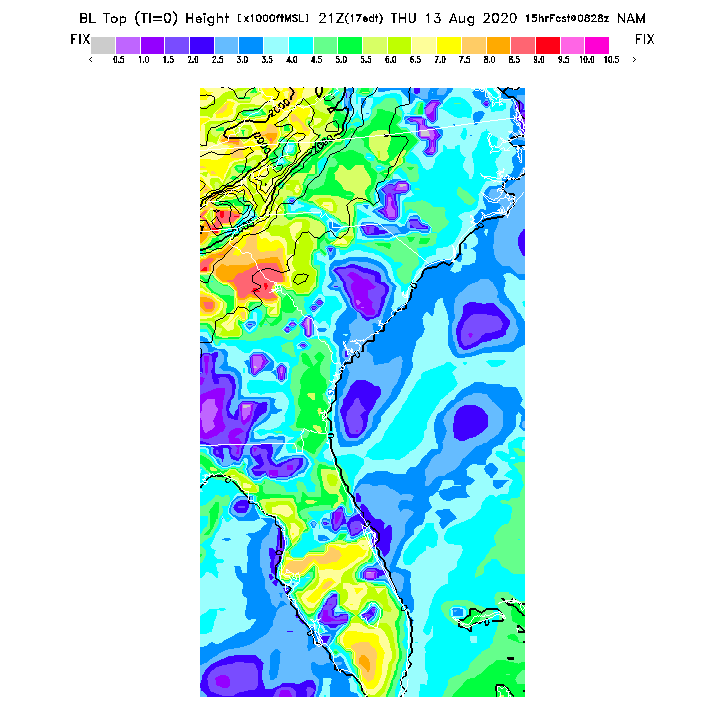 BL Top (TI=0) Height [x1000ftMSL] 21Z(17edt) THU 13 Aug 2020 15hrFcst@0828z NAM
FIX FIX
< 0.5 1.0 1.5 2.0 2.5 3.0 3.5 4.0 4.5 5.0 5.5 6.0 6.5 7.0 7.5 8.0 8.5 9.0 9.5 10.0 10.5 >
2000
2000